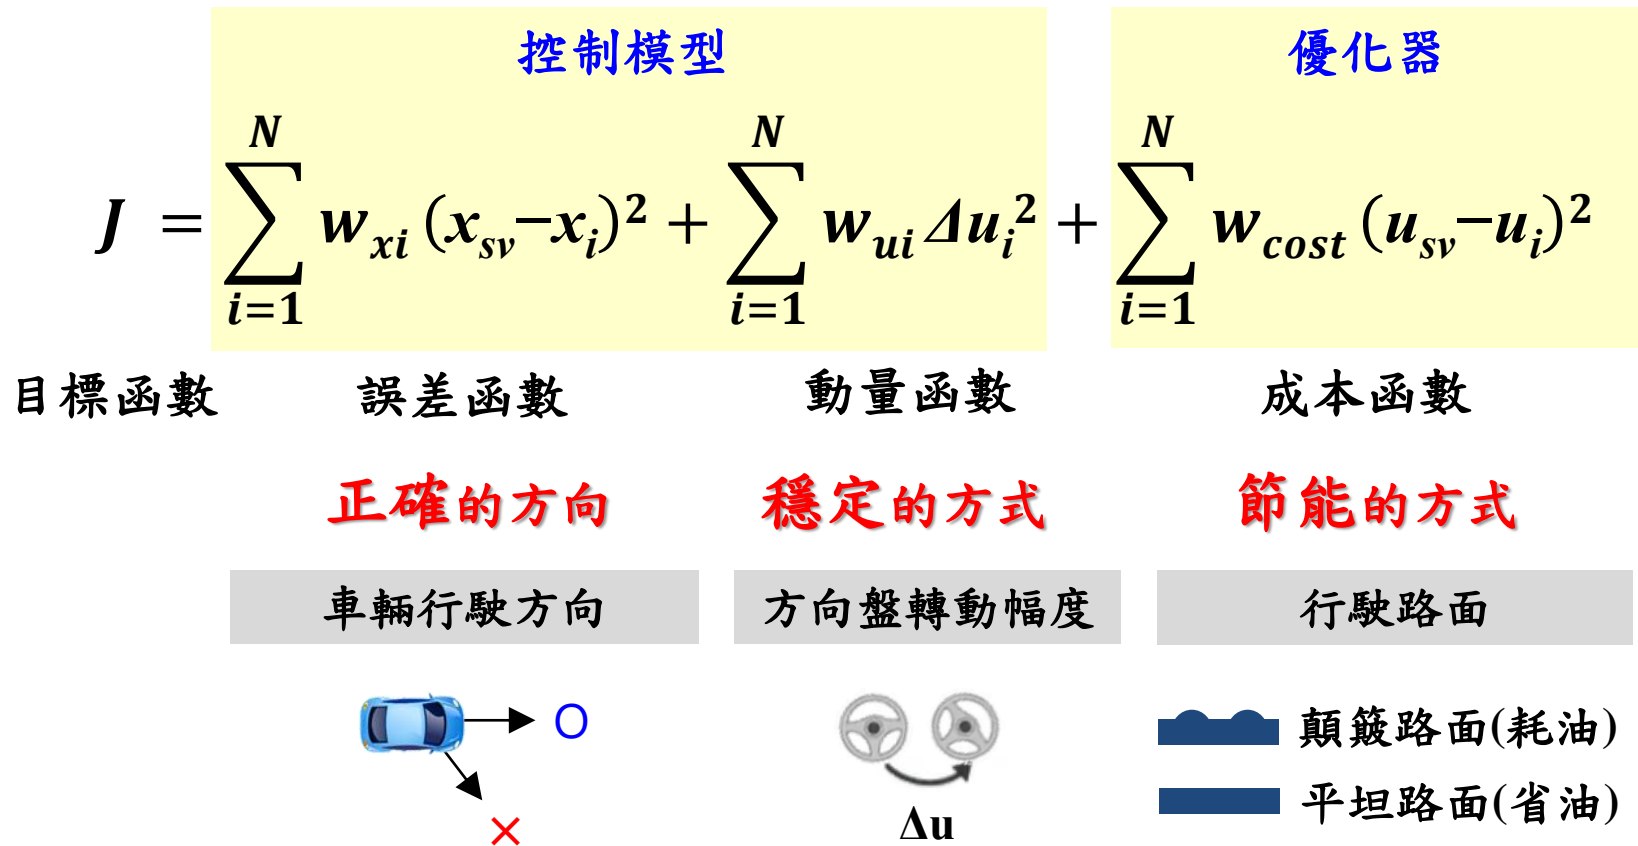 控制模型 優化器
J = \sum_{i=1}^{N} w_{xi} (x_{sv}-x_i)^2 + \sum_{i=1}^{N} w_{ui} Δu_i^2 + \sum_{i=1}^{N} w_{cost} (u_{sv}-u_i)^2
目標函數 誤差函數 動量函數 成本函數
正確的方向 穩定的方式 節能的方式
車輛行駛方向 方向盤轉動幅度 行駛路面
O
顛簸路面(耗油)
平坦路面(省油)
×
Δu